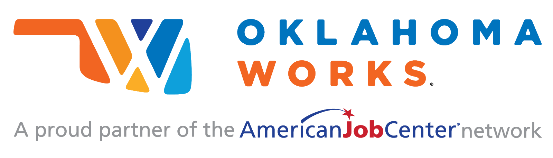 OKLAHOMA
WORKS®
A proud partner of the AmericanJobCenter® network